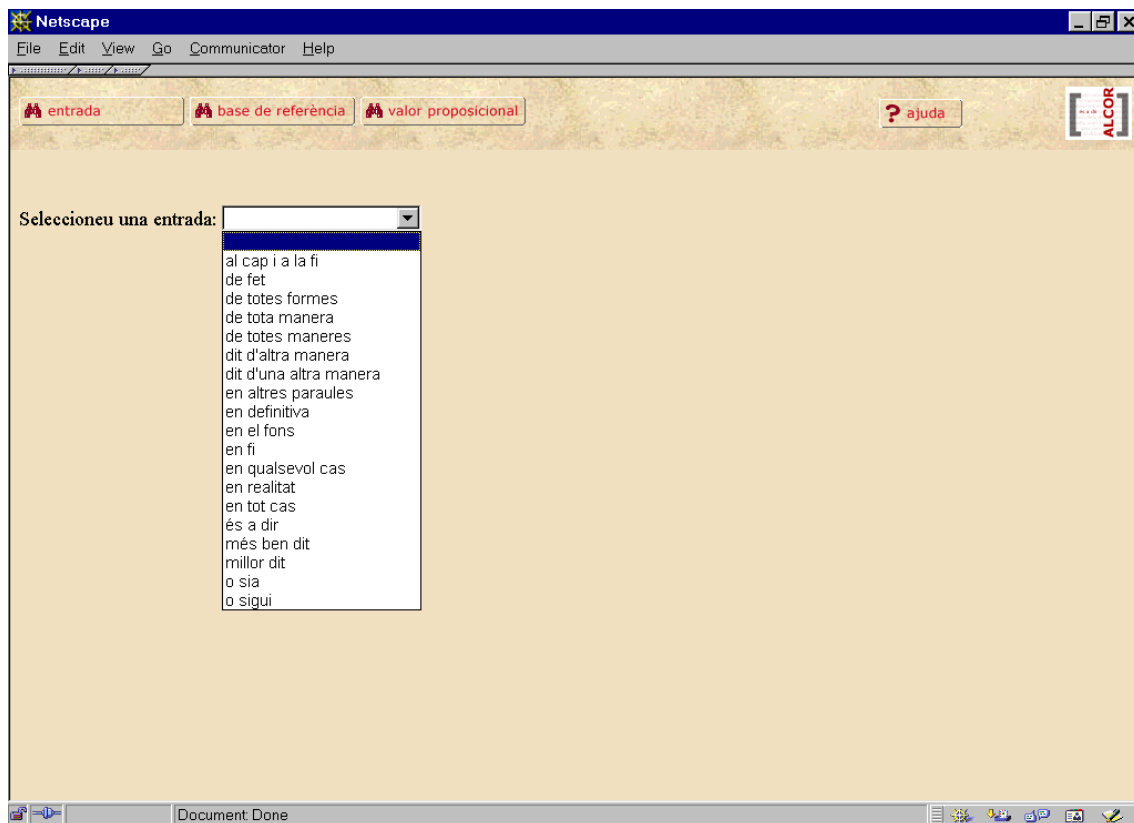 Netscape
File Edit View Go Communicator Help
entrada base de referència valor proposicional ? ajuda
ALCOR
Seleccioneu una entrada:
al cap i a la fi
de fet
de totes formes
de tota manera
de totes maneres
dit d'altra manera
dit d'una altra manera
en altres paraules
en definitiva
en el fons
en fi
en qualsevol cas
en realitat
en tot cas
és a dir
més ben dit
millor dit
o sia
o sigui
Document: Done